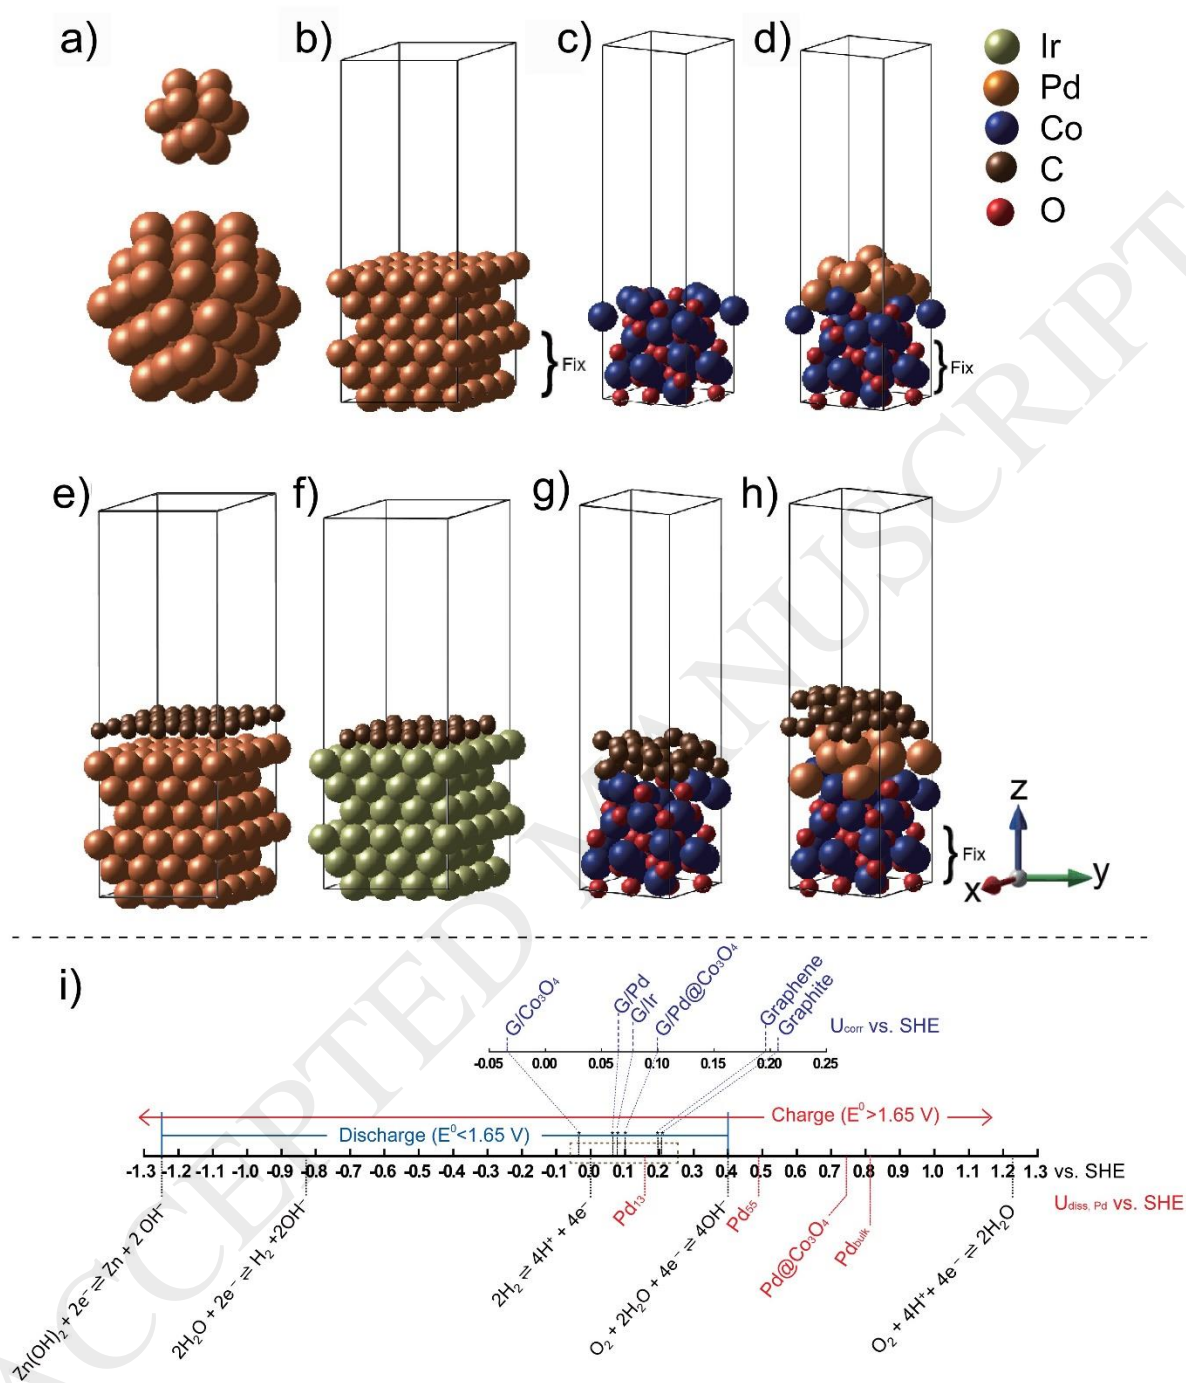 a)
b)
c)
d)
Ir
Pd
Co
C
O
Fix
Fix
e)
f)
g)
h)
Fix
z
x
y
i)
G/Co₃O₄
G/Pd
G/Ir
G/Pd@Co₃O₄
Graphene
Graphite
U_corr vs. SHE
-0.05 0.00 0.05 0.10 0.15 0.20 0.25
Charge (E⁰>1.65 V)
Discharge (E⁰<1.65 V)
-1.3 -1.2 -1.1 -1.0 -0.9 -0.8 -0.7 -0.6 -0.5 -0.4 -0.3 -0.2 -0.1 0.0 0.1 0.2 0.3 0.4 0.5 0.6 0.7 0.8 0.9 1.0 1.1 1.2 1.3 vs. SHE
U_diss, Pd vs. SHE
Zn(OH)₂ + 2e⁻ ⇌ Zn + 2 OH⁻
2H₂O + 2e⁻ ⇌ H₂ +2OH⁻
2H₂ ⇌ 4H⁺ + 4e⁻
Pd₁₃
O₂ + 2H₂O + 4e⁻ ⇌ 4OH⁻
Pd₅₅
Pd@Co₃O₄
Pd_bulk
O₂ + 4H⁺+ 4e⁻ ⇌ 2H₂O
ACCEPTED MANUSCRIPT